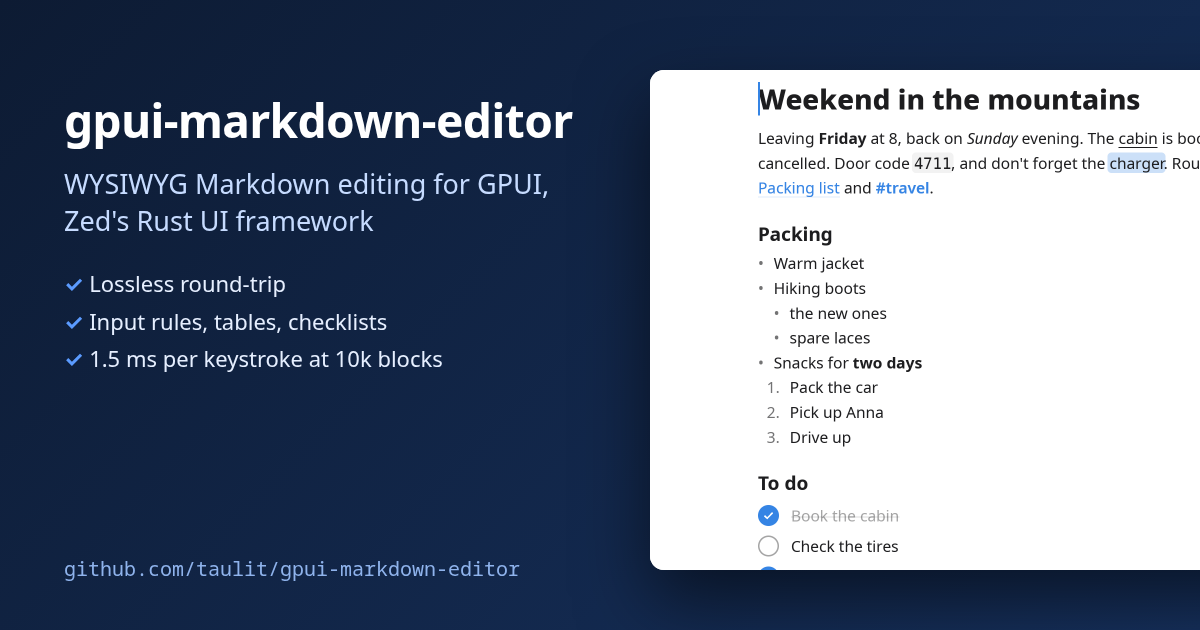 gpui-markdown-editor
WYSIWYG Markdown editing for GPUI,
Zed's Rust UI framework
Lossless round-trip
Input rules, tables, checklists
1.5 ms per keystroke at 10k blocks
github.com/taulit/gpui-markdown-editor
Weekend in the mountains
Leaving Friday at 8, back on Sunday evening. The cabin is boo
cancelled. Door code 4711, and don't forget the charger. Rou
Packing list and #travel.
Packing
• Warm jacket
• Hiking boots
• the new ones
• spare laces
• Snacks for two days
1. Pack the car
2. Pick up Anna
3. Drive up
To do
Book the cabin
Check the tires